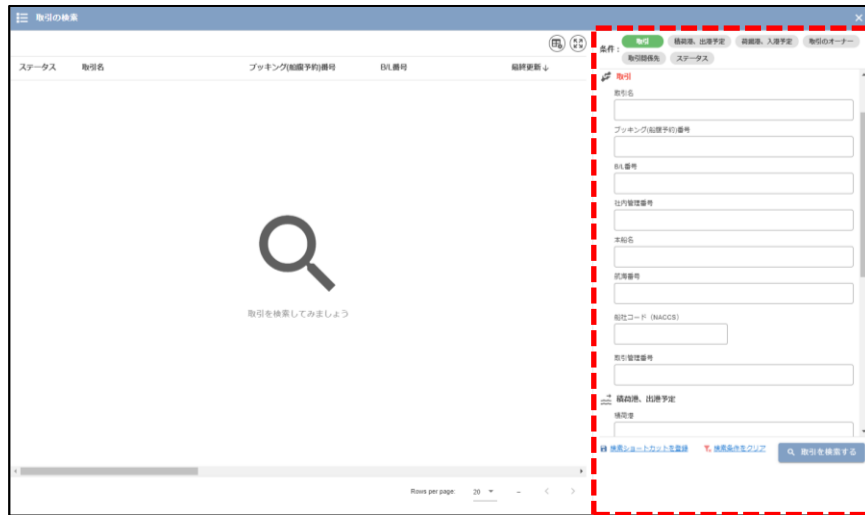 取引の検索
ステータス 取引名 ブッキング(船腹予約)番号 B/L番号 最終更新↓
取引を検索してみましょう
Rows per page: 20 –
条件： 取引 積荷港、出港予定 荷卸港、入港予定 取引のオーナー
取引関係先 ステータス
取引
取引名
ブッキング(船腹予約)番号
B/L番号
社内管理番号
本船名
航海番号
船社コード（NACCS）
取引管理番号
積荷港、出港予定
積荷港
検索ショートカットを登録 検索条件をクリア 取引を検索する